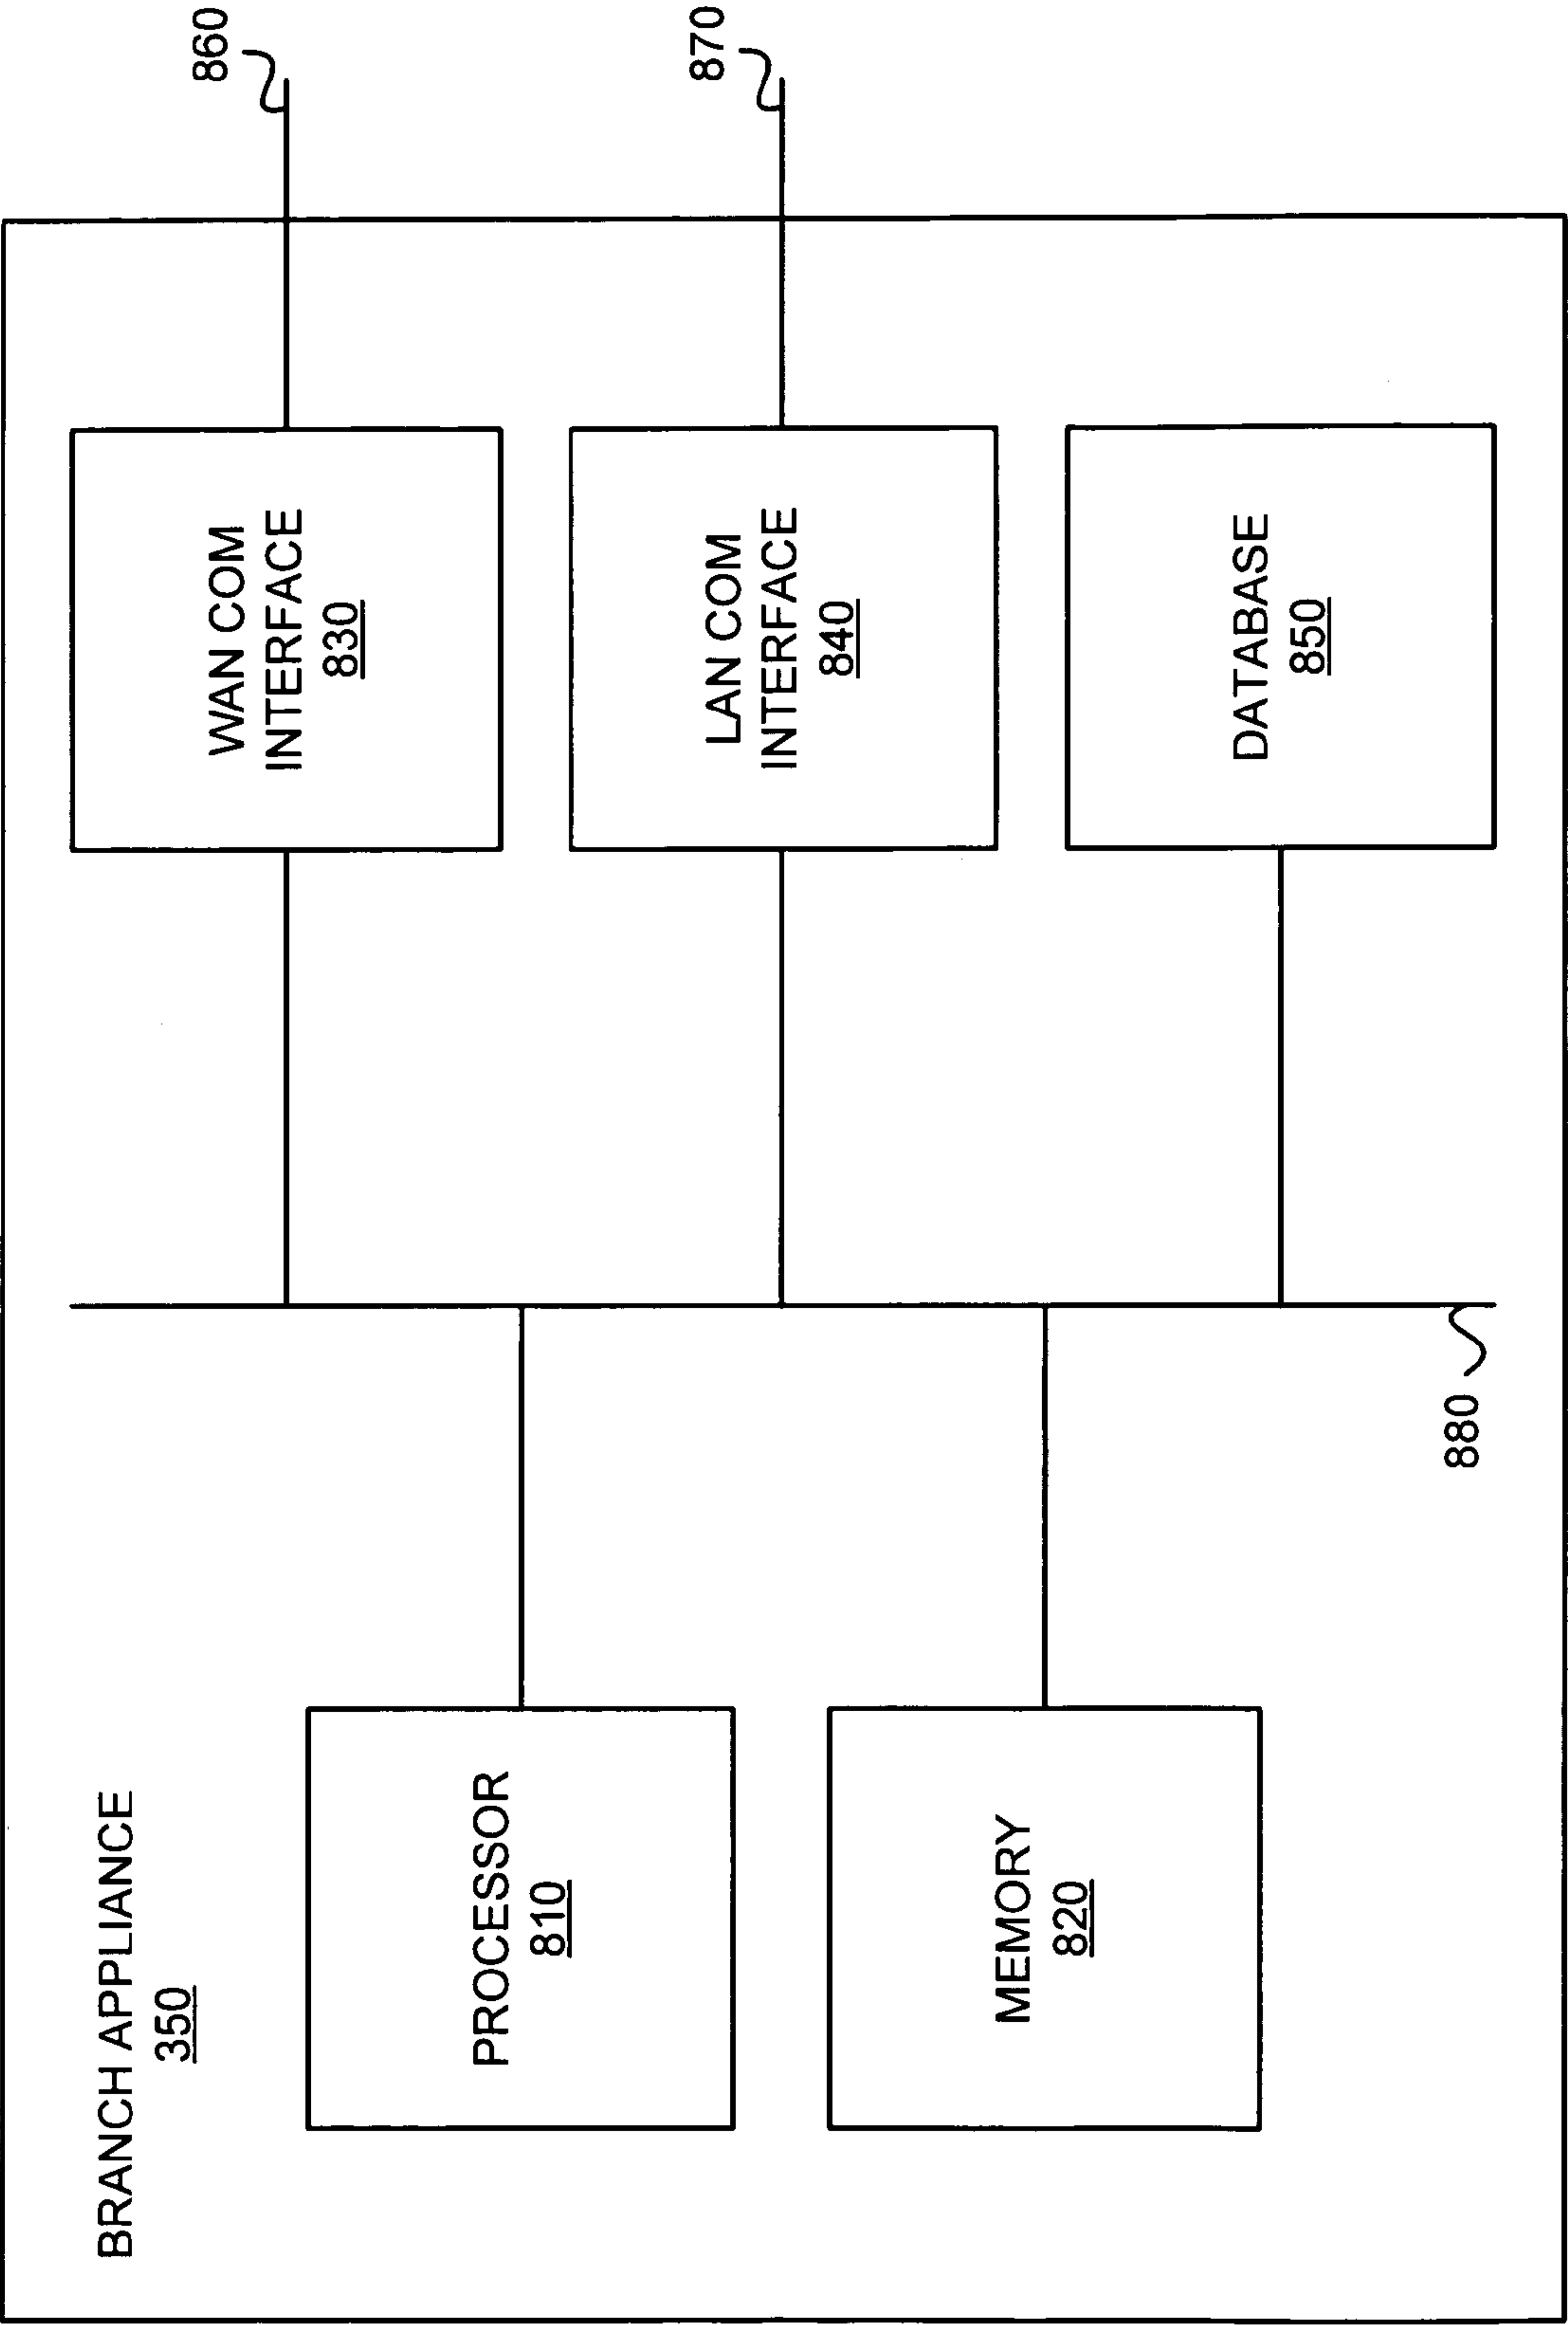 BRANCH APPLIANCE
350
PROCESSOR
810
MEMORY
820
880
WAN COM
INTERFACE
830
LAN COM
INTERFACE
840
DATABASE
850
860
870